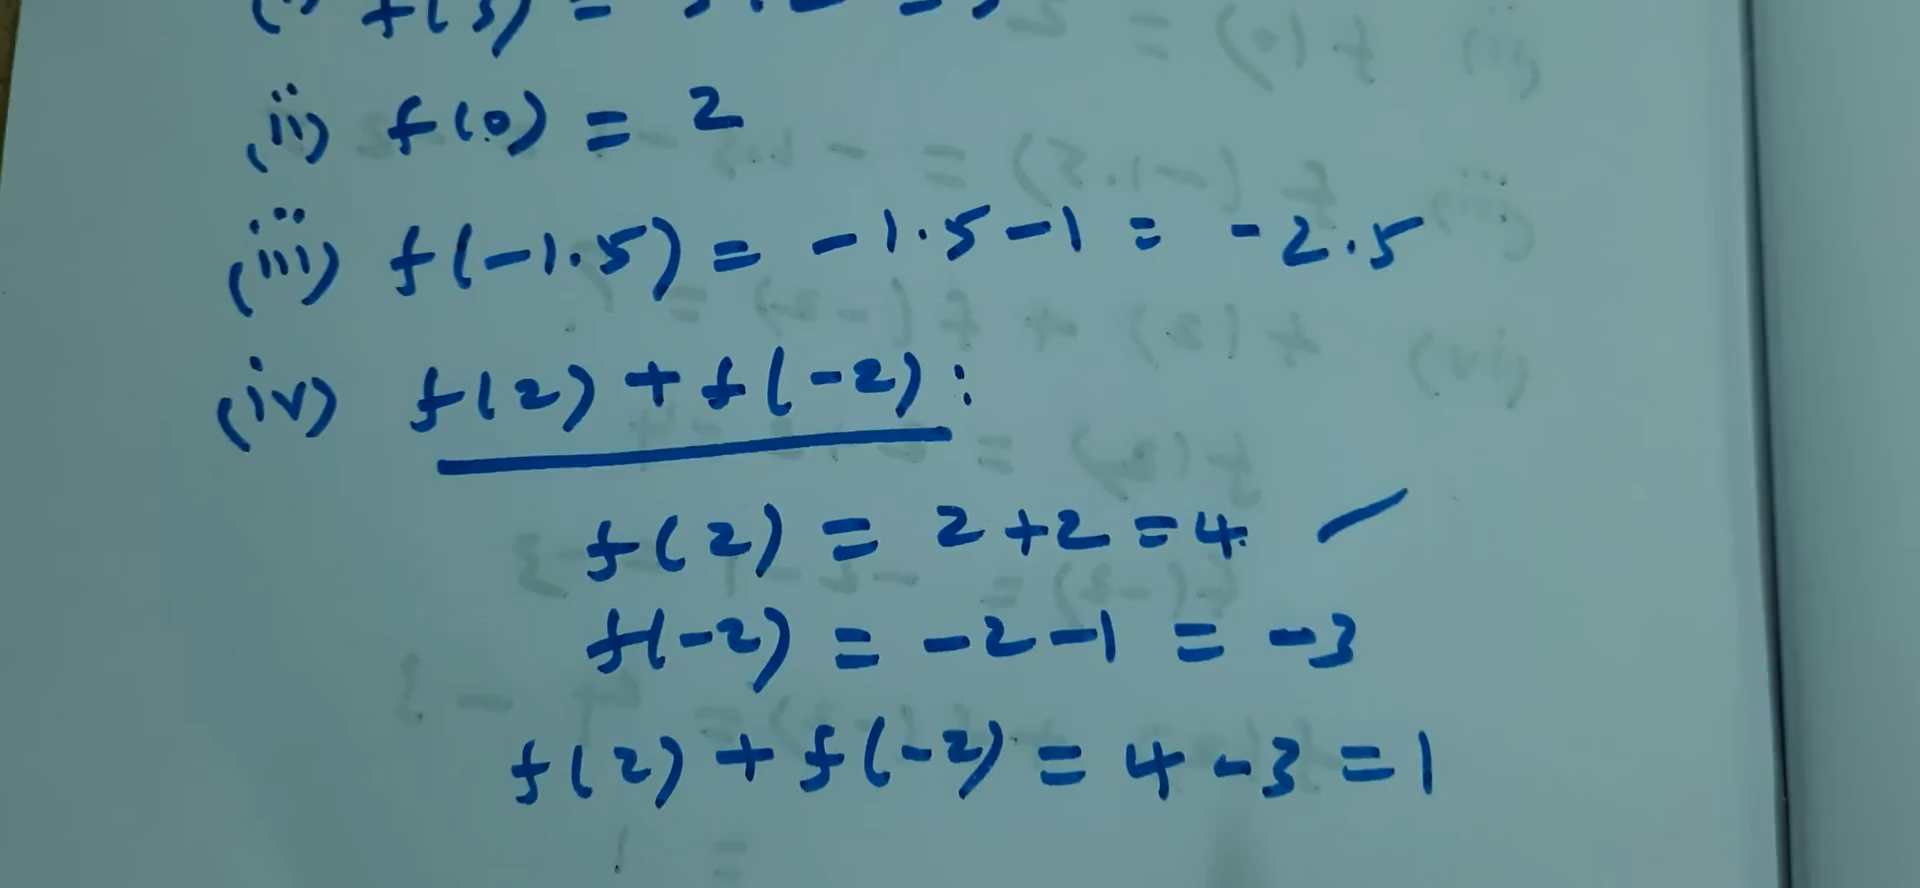 (ii) f(0) = 2
(iii) f(-1.5) = -1.5-1 = -2.5
(iv) f(2) + f(-2):
f(2) = 2+2 = 4
f(-2) = -2-1 = -3
f(2) + f(-2) = 4-3 = 1